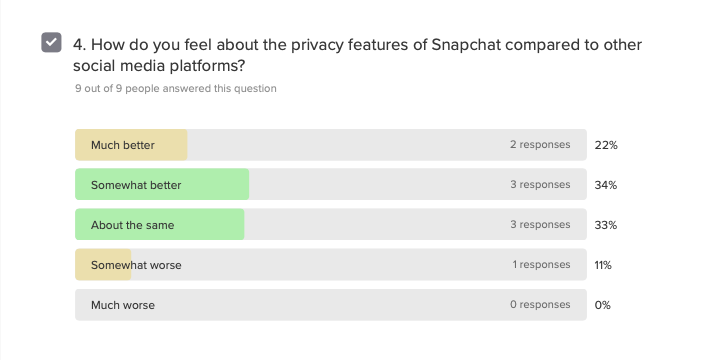 4. How do you feel about the privacy features of Snapchat compared to other
social media platforms?
9 out of 9 people answered this question
Much better 2 responses 22%
Somewhat better 3 responses 34%
About the same 3 responses 33%
Somewhat worse 1 responses 11%
Much worse 0 responses 0%